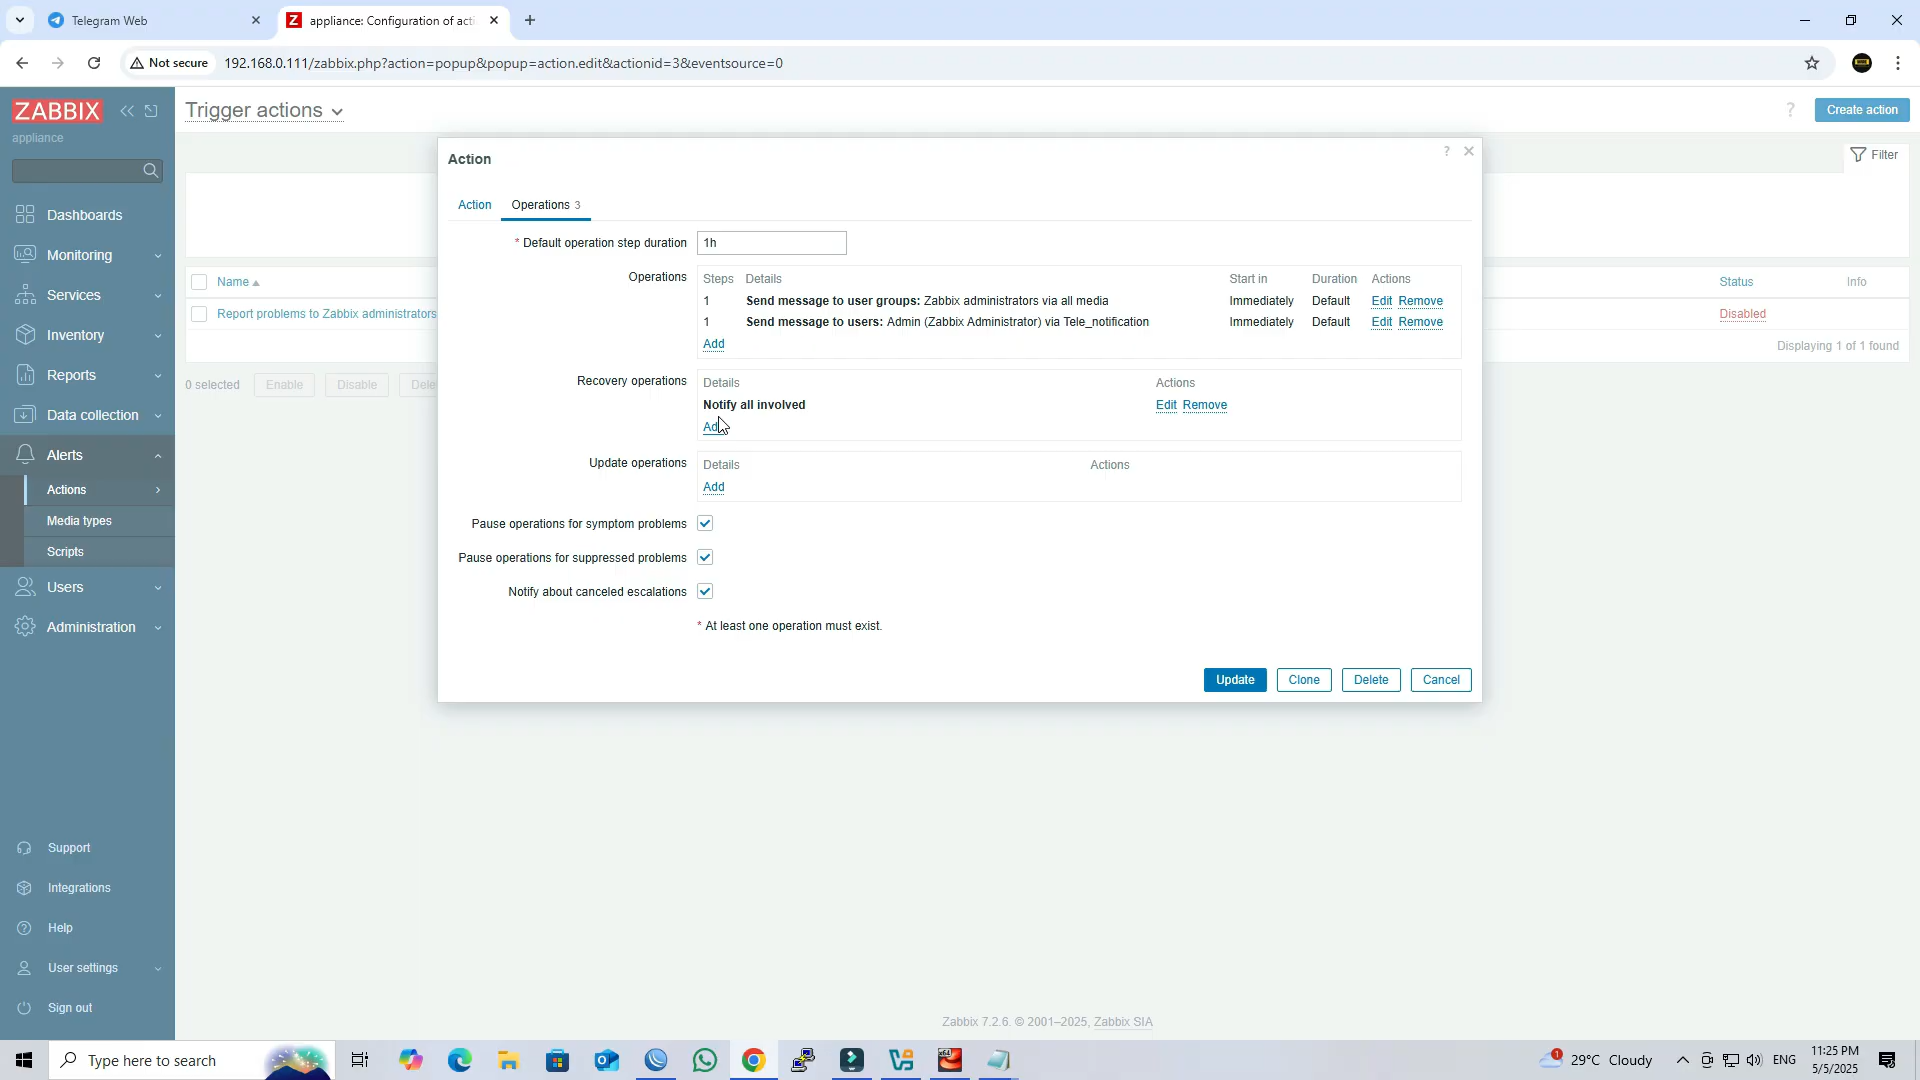 Telegram Web
appliance: Configuration of acti
Not secure
192.168.0.111/zabbix.php?action=popup&popup=action.edit&actionid=3&eventsource=0
ZABBIX
appliance
Dashboards
Monitoring
Services
Inventory
Reports
Data collection
Alerts
Actions
Media types
Scripts
Users
Administration
Support
Integrations
Help
User settings
Sign out
Trigger actions
?
Create action
Filter
Name
Status
Info
Report problems to Zabbix administrators
Disabled
Displaying 1 of 1 found
0 selected
Enable
Disable
Dele
Action
?
Action
Operations 3
* Default operation step duration
1h
Operations
Steps Details Start in Duration Actions
1 Send message to user groups: Zabbix administrators via all media Immediately Default Edit Remove
1 Send message to users: Admin (Zabbix Administrator) via Tele_notification Immediately Default Edit Remove
Add
Recovery operations
Details Actions
Notify all involved Edit Remove
Add
Update operations
Details Actions
Add
Pause operations for symptom problems
Pause operations for suppressed problems
Notify about canceled escalations
* At least one operation must exist.
Update
Clone
Delete
Cancel
Zabbix 7.2.6. © 2001–2025, Zabbix SIA
Type here to search
x64
1
29°C Cloudy
ENG
11:25 PM
5/5/2025